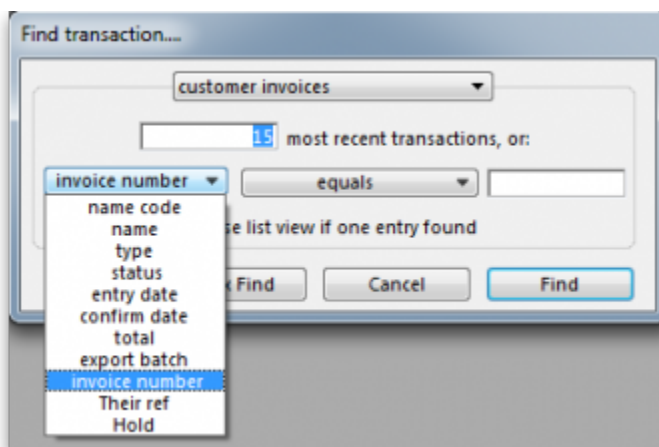 Find transaction....
customer invoices
15 most recent transactions, or:
invoice number equals
name code
name
se list view if one entry found
type
status
entry date
Find Cancel Find
confirm date
total
export batch
invoice number
Their ref
Hold